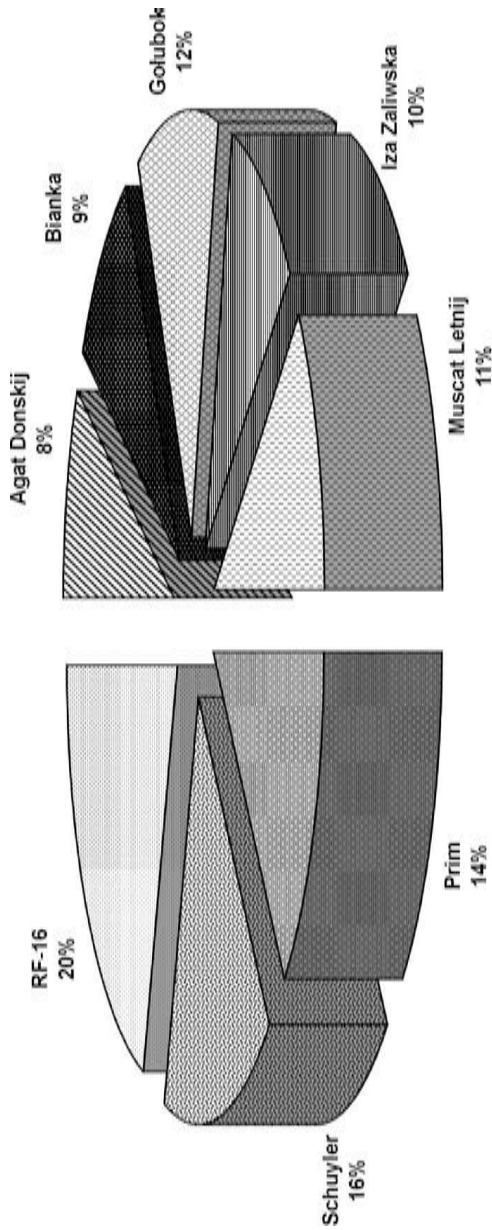 Agat Donskij
8%
Bianka
9%
Gołubok
12%
Iza Zaliwska
10%
Muscat Letnij
11%
Prim
14%
Schuyler
16%
RF-16
20%